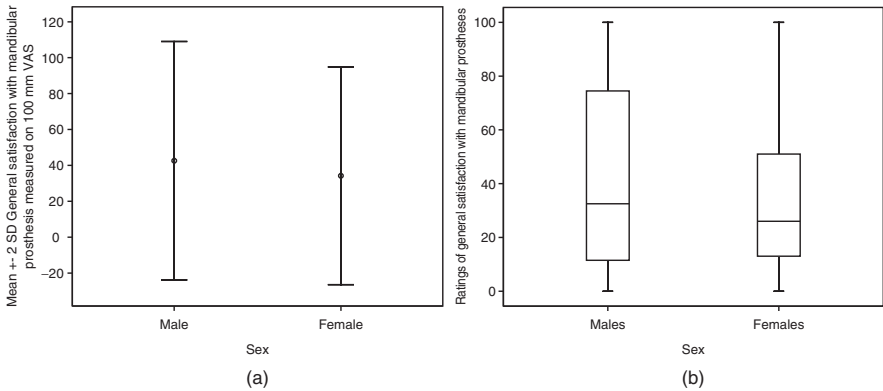 Mean +- 2 SD General satisfaction with mandibular
prosthesis measured on 100 mm VAS
120
100
80
60
40
20
0
−20
Male
Female
Sex
(a)
Ratings of general satisfaction with mandibular prostheses
100
80
60
40
20
0
Males
Females
Sex
(b)